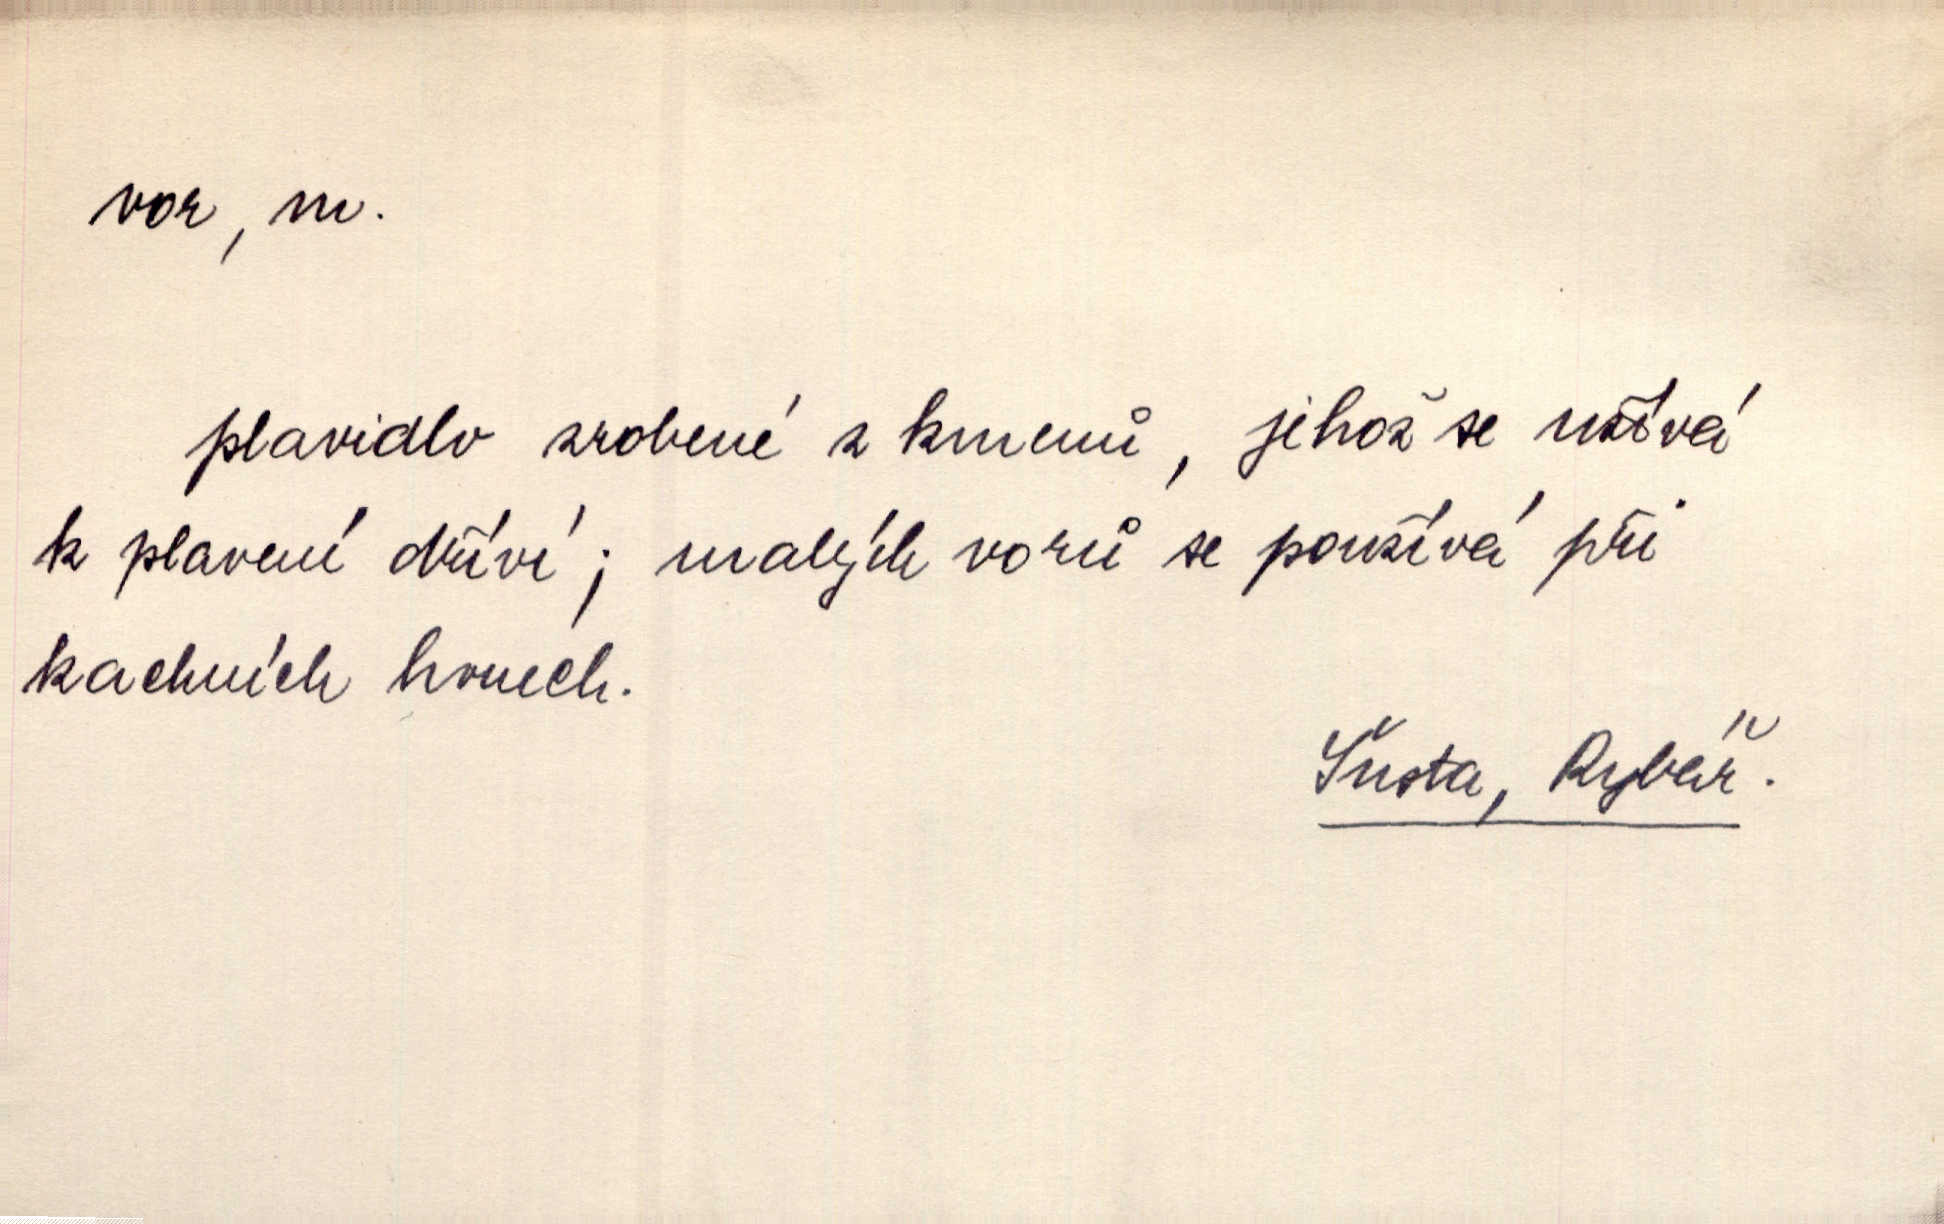 vor, m.
plavidlo zrobené z kmenů, jehož se užívá
k plavení dříví; malých vorů se používá při
kachních honech.
Šusta, Rybář.